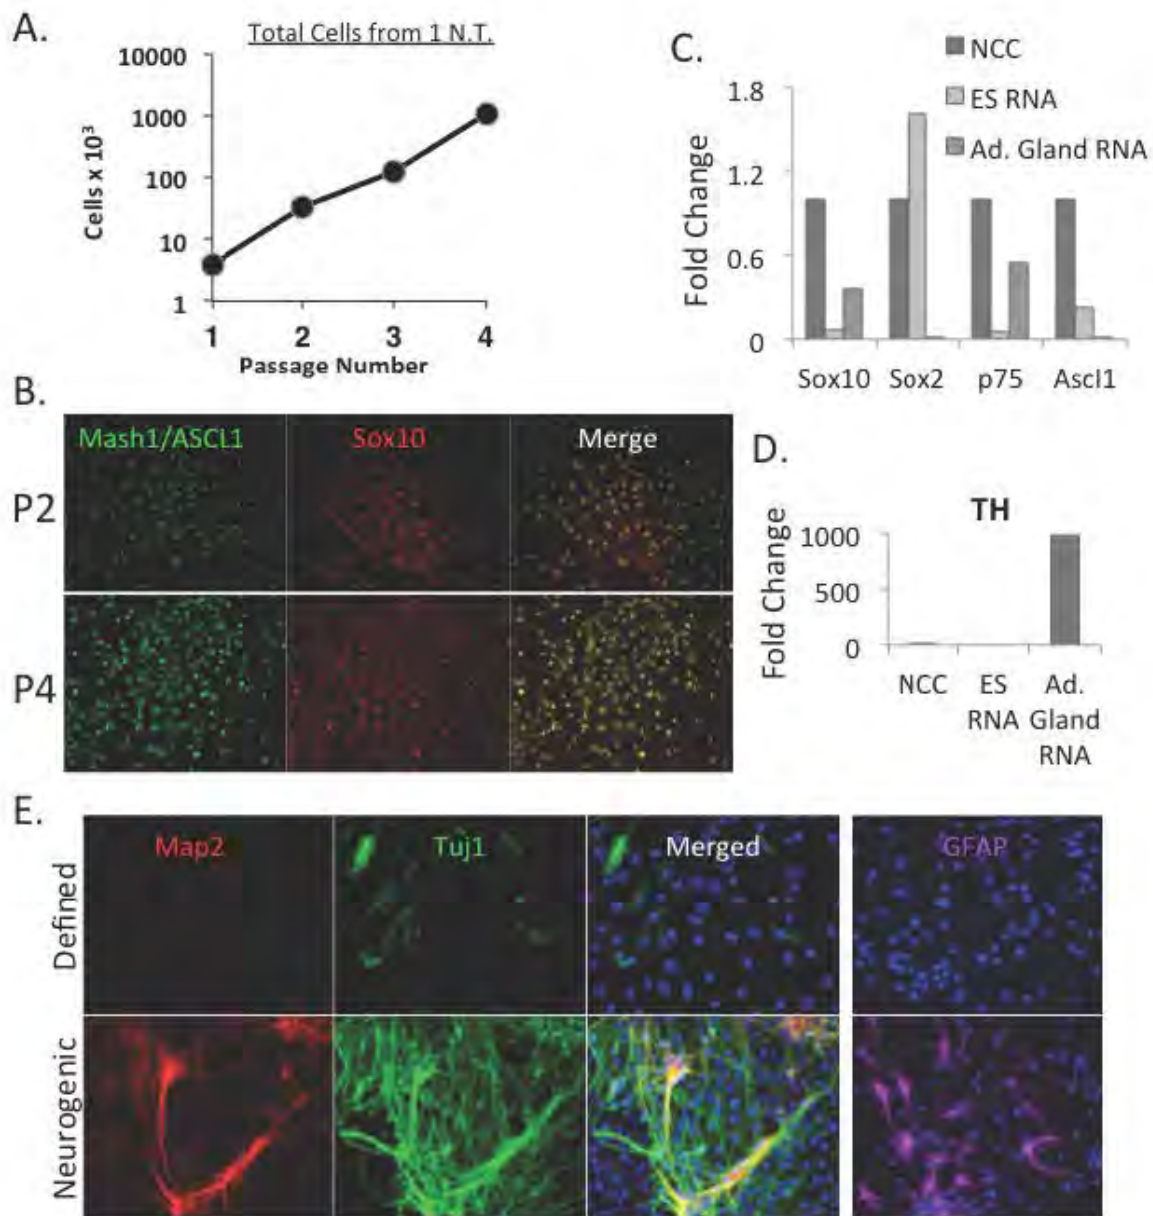 A.
Total Cells from 1 N.T.
10000
1000
100
10
1
Cells x 10³
1 2 3 4
Passage Number
C.
NCC
ES RNA
Ad. Gland RNA
1.8
1.2
0.6
0
Fold Change
Sox10 Sox2 p75 Ascl1
B.
Mash1/ASCL1 Sox10 Merge
P2
P4
D.
TH
1000
500
0
Fold Change
NCC ES Ad.
RNA Gland
RNA
E.
Map2 Tuj1 Merged GFAP
Defined
Neurogenic